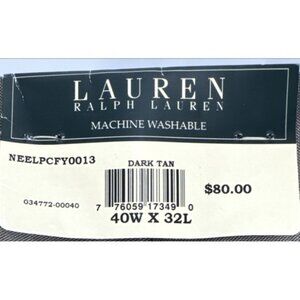 LAUREN
RALPH LAUREN
MACHINE WASHABLE
NEELPCFY0013
DARK TAN
$80.00
034772-00040
7 76059 17349 0
40W X 32L